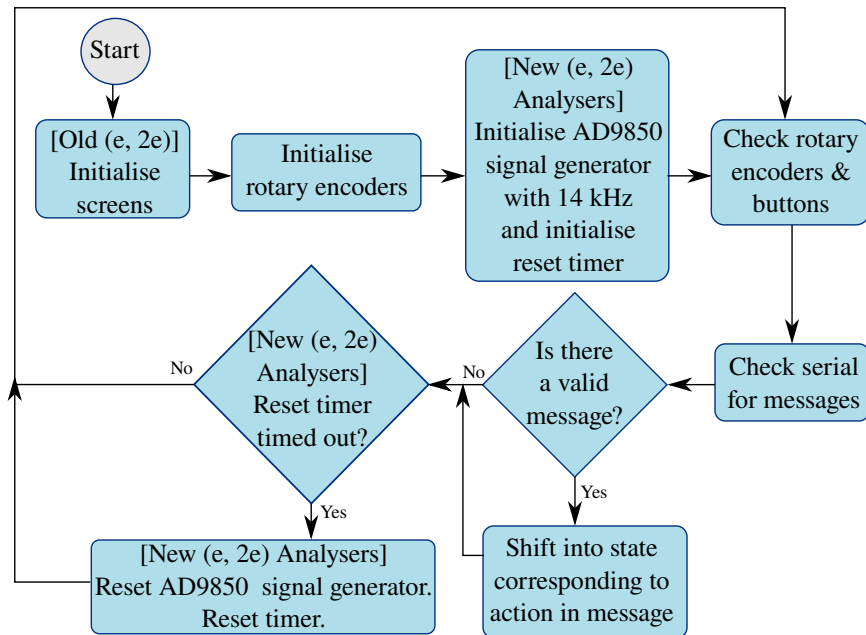 Start
[Old (e, 2e)]
Initialise
screens
Initialise
rotary encoders
[New (e, 2e)
Analysers]
Initialise AD9850
signal generator
with 14 kHz
and initialise
reset timer
Check rotary
encoders &
buttons
Check serial
for messages
Is there
a valid
message?
No
Yes
Shift into state
corresponding to
action in message
[New (e, 2e)
Analysers]
Reset timer
timed out?
No
Yes
[New (e, 2e) Analysers]
Reset AD9850 signal generator.
Reset timer.